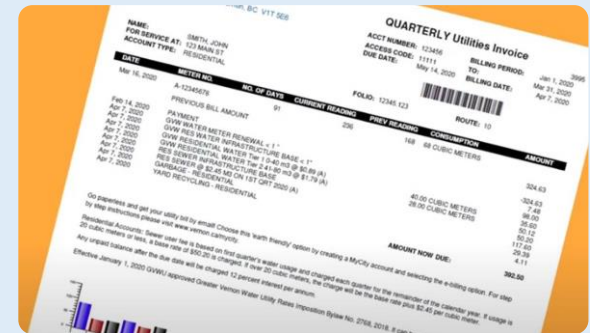 BC. V1T 5E6
QUARTERLY Utilities Invoice
3995
NAME: SMITH, JOHN
FOR SERVICE AT: 123 MAIN ST
ACCOUNT TYPE: RESIDENTIAL
ACCT NUMBER: 123456
ACCESS CODE: 11111
DUE DATE: May 14, 2020
BILLING PERIOD: Jan 1, 2020
TO: Mar 31, 2020
BILLING DATE: Apr 7, 2020
FOLIO: 12345.123
ROUTE: 10
DATE METER NO. NO. OF DAYS CURRENT READING PREV READING CONSUMPTION AMOUNT
Mar 16, 2020 A-12345678 91 236 168 68 CUBIC METERS
PREVIOUS BILL AMOUNT 324.63
Feb 14, 2020 PAYMENT -324.63
Apr 7, 2020 GVW WATER METER RENEWAL < 1" 7.48
Apr 7, 2020 GVW RES WATER INFRASTRUCTURE BASE < 1" 98.00
Apr 7, 2020 GVW RESIDENTIAL WATER Tier 1 0-40 m3 @ $0.89 (A) 40.00 CUBIC METERS 35.60
Apr 7, 2020 GVW RESIDENTIAL WATER Tier 2 41-80 m3 @ $1.79 (A) 28.00 CUBIC METERS 50.12
Apr 7, 2020 RES SEWER INFRASTRUCTURE BASE 50.20
Apr 7, 2020 RES SEWER @ $2.45 M3 ON 1ST QRT 2020 (A) 117.60
Apr 7, 2020 GARBAGE - RESIDENTIAL 29.39
Apr 7, 2020 YARD RECYCLING - RESIDENTIAL 4.11
AMOUNT NOW DUE: 392.50
Go paperless and get your utility bill by email! Choose this 'earth friendly' option by creating a MyCity account and selecting the e-billing option. For step
by step instructions please visit www.vernon.ca/mycity.
Residential Accounts: Sewer user fee is based on first quarter's water usage and charged each quarter for the remainder of the calendar year. If usage is
20 cubic meters or less, a base rate of $50.20 is charged. If over 20 cubic meters, the charge will be the base rate plus $2.45 per cubic meter.
Any unpaid balance after the due date will be charged 12 percent interest per annum.
Effective January 1, 2020 GVWU approved Greater Vernon Water Utility Rates Imposition Bylaw No. 2768, 2018. It can